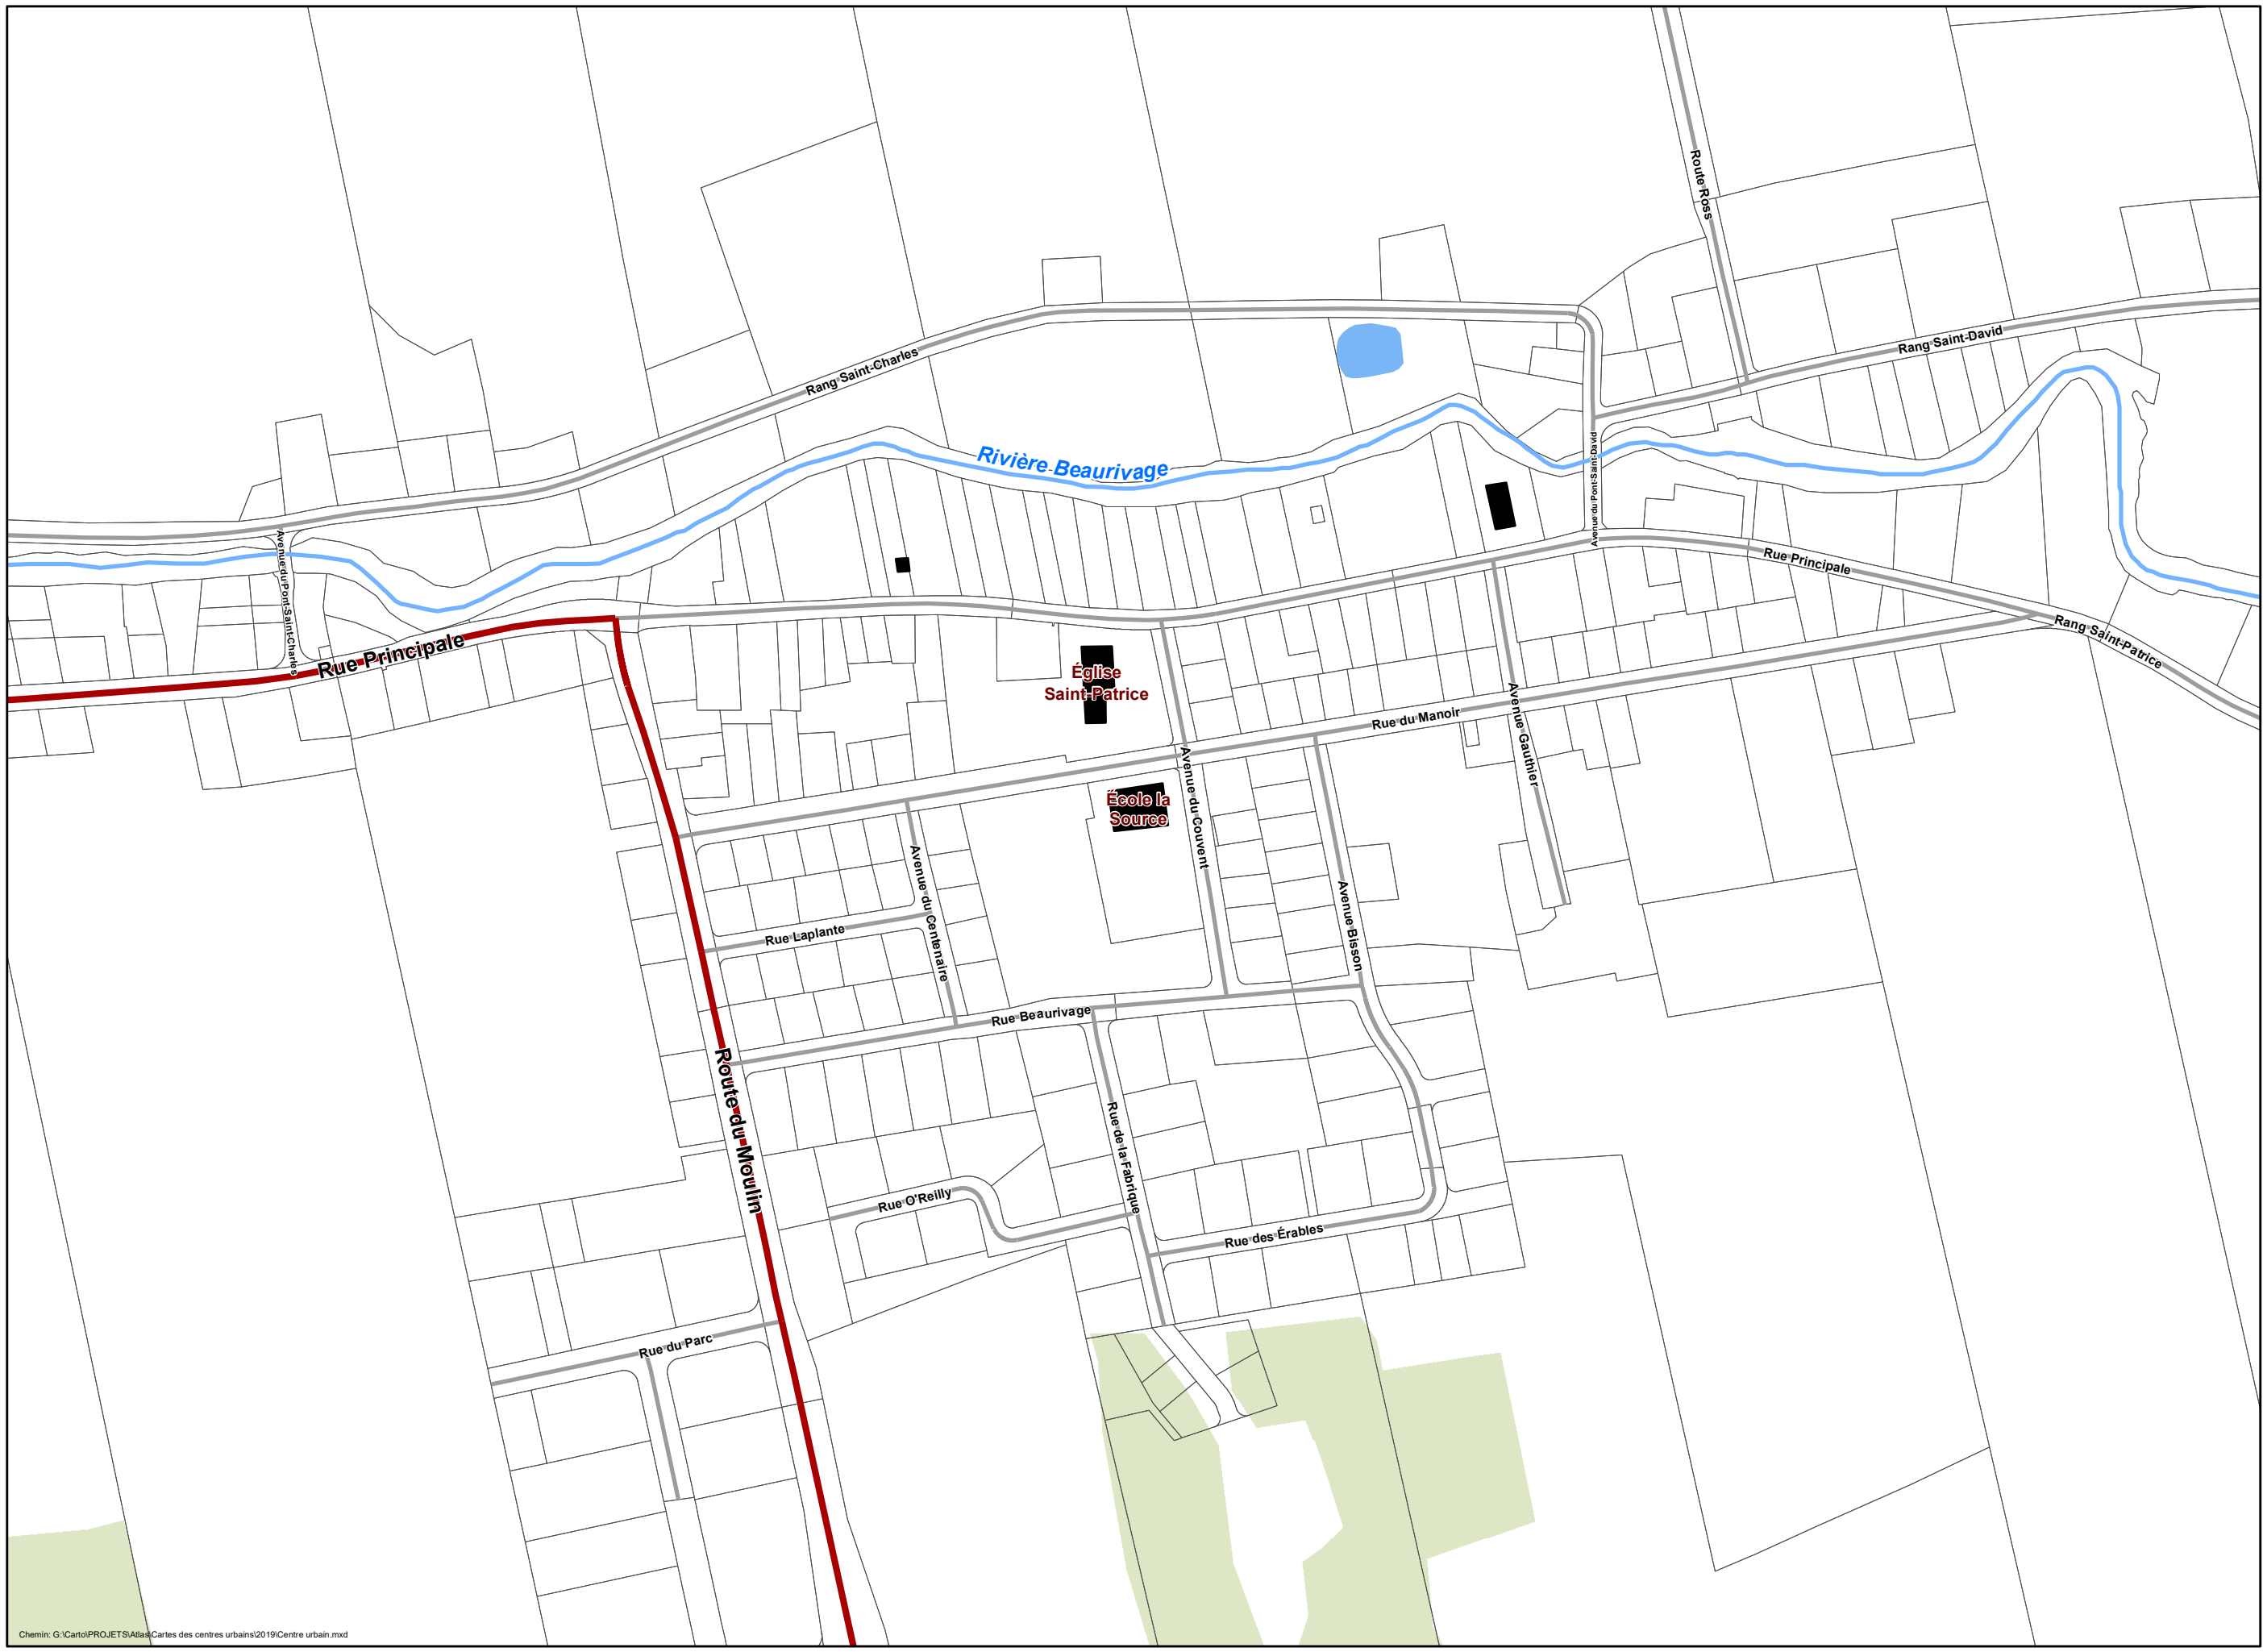 Route Ross
Rang Saint-David
Rang Saint-Charles
Rivière Beaurivage
Avenue du Pont-Saint-David
Avenue du Pont-Saint-Charles
Rue Principale
Rue Principale
Rang Saint-Patrice
Église
Saint-Patrice
Rue du Manoir
Avenue Gauthier
Avenue du Couvent
École la
Source
Avenue du Centenaire
Avenue Bisson
Rue Laplante
Rue Beaurivage
Route du Moulin
Rue de la Fabrique
Rue O'Reilly
Rue des Érables
Rue du Parc
Chemin: G:\Carto\PROJETS\Atlas\Cartes des centres urbains\2019\Centre urbain.mxd